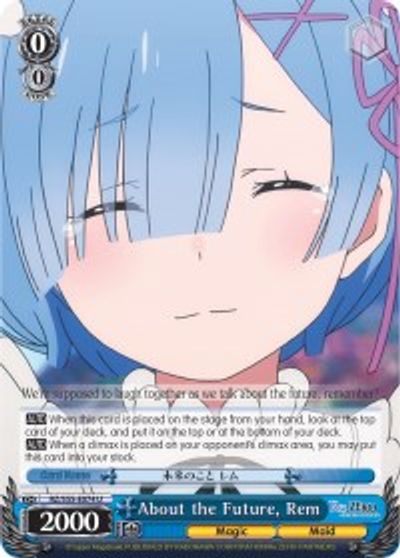 0
0
We're supposed to laugh together as we talk about the future, remember?
AUTO When this card is placed on the stage from your hand, look at the top
card of your deck, and put it on the top or at the bottom of your deck.
AUTO When a climax is placed on your opponent's climax area, you may put
this card into your stock.
Card Name 未来のこと レム
2000
About the Future, Rem
Magic Maid